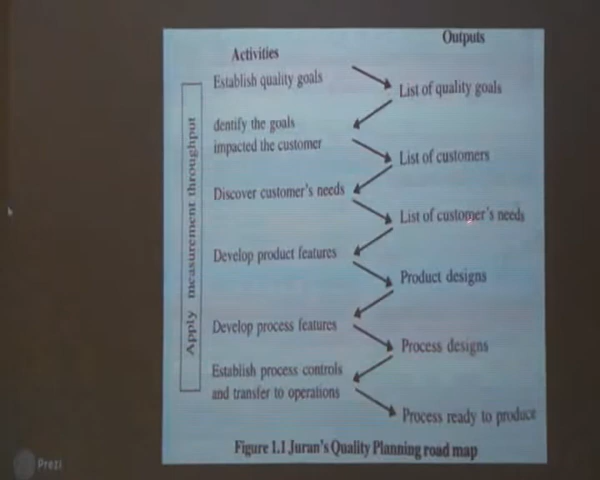 Outputs
Activities
Establish quality goals
List of quality goals
dentify the goals
impacted the customer
List of customers
Discover customer's needs
List of customer's needs
Develop product features
Product designs
Develop process features
Process designs
Establish process controls
and transfer to operations
Process ready to produce
Apply measurement throughput
Figure 1.1 Juran's Quality Planning road map
Prezi